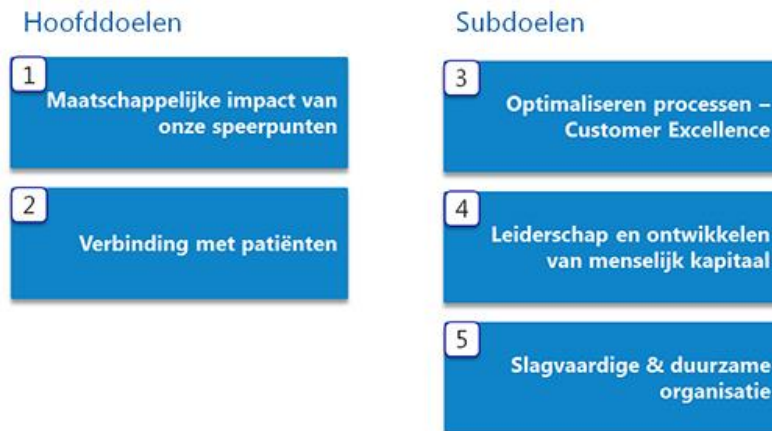 Hoofddoelen
1
Maatschappelijke impact van
onze speerpunten
2
Verbinding met patiënten
Subdoelen
3
Optimaliseren processen –
Customer Excellence
4
Leiderschap en ontwikkelen
van menselijk kapitaal
5
Slagvaardige & duurzame
organisatie